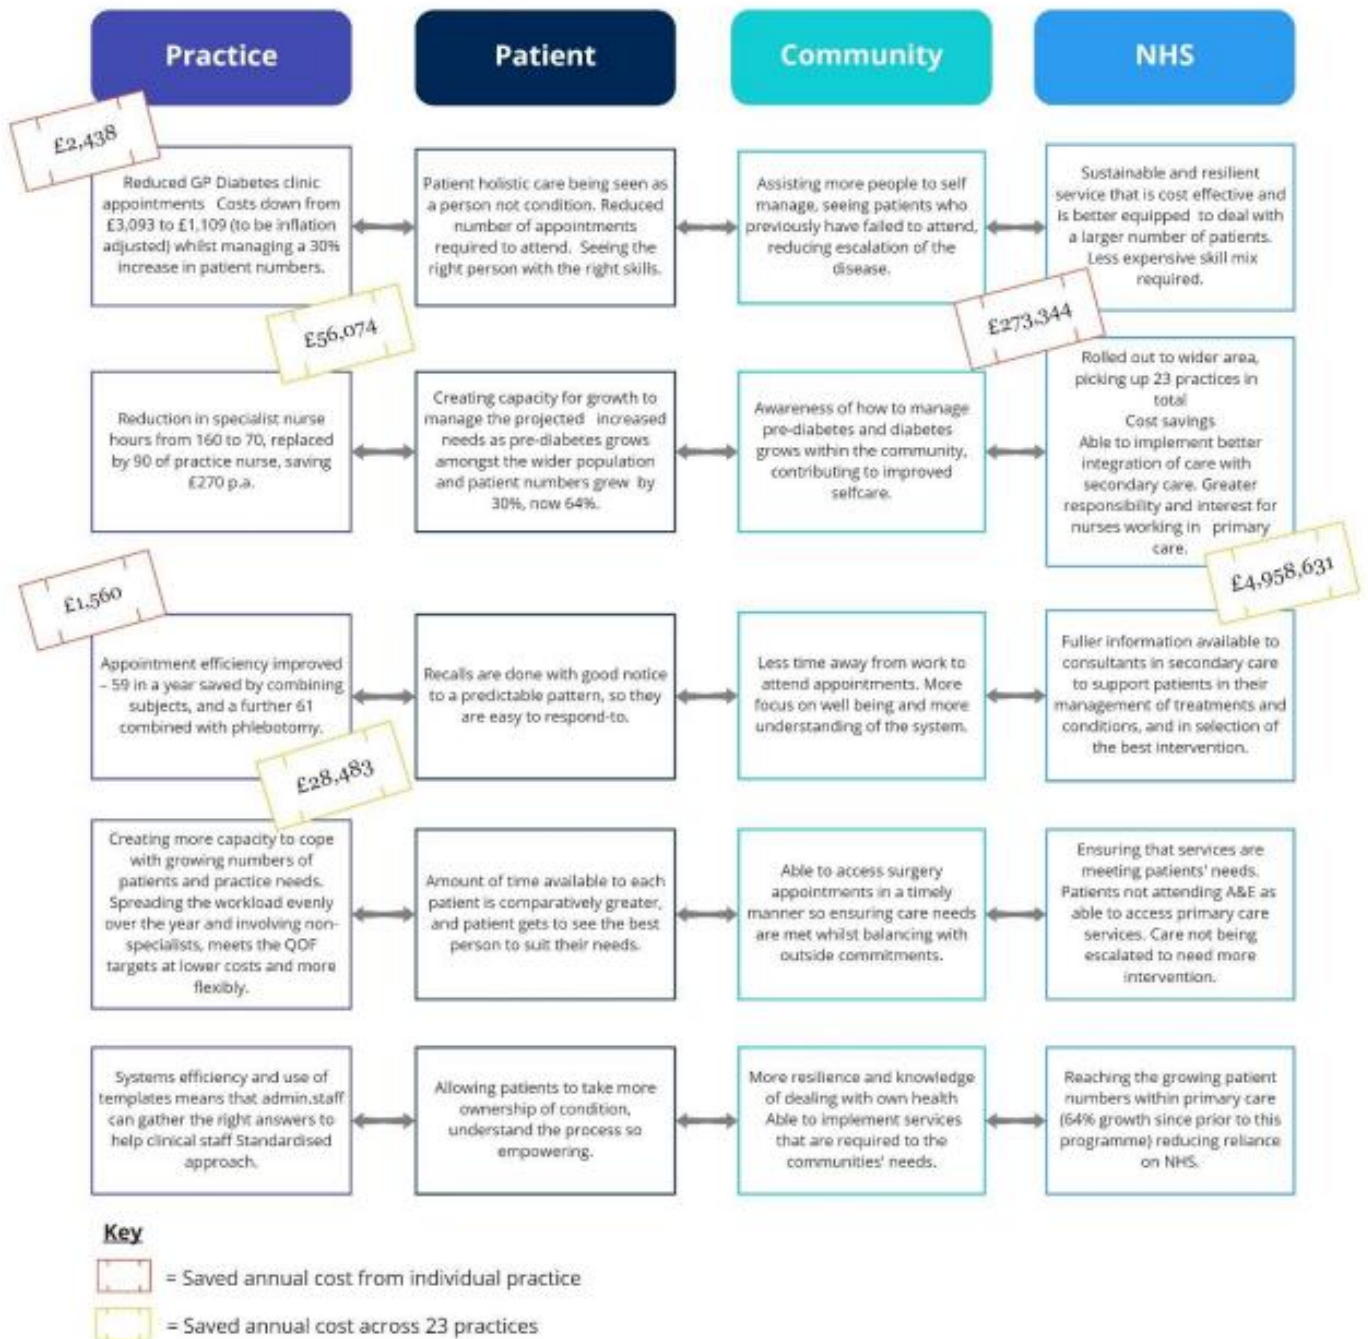 Practice
Patient
Community
NHS
£2,438
Reduced GP Diabetes clinic
appointments Costs down from
£3,093 to £1,109 (to be inflation
adjusted) whilst managing a 30%
increase in patient numbers.
Patient holistic care being seen as
a person not condition. Reduced
number of appointments
required to attend. Seeing the
right person with the right skills.
Assisting more people to self
manage, seeing patients who
previously have failed to attend,
reducing escalation of the
disease.
Sustainable and resilient
service that is cost effective and
is better equipped to deal with
a larger number of patients.
Less expensive skill mix
required.
£56,074
£273,344
Reduction in specialist nurse
hours from 160 to 70, replaced
by 90 of practice nurse, saving
£270 p.a.
Creating capacity for growth to
manage the projected increased
needs as pre-diabetes grows
amongst the wider population
and patient numbers grew by
30%, now 64%.
Awareness of how to manage
pre-diabetes and diabetes
grows within the community,
contributing to improved
selfcare.
Rolled out to wider area,
picking up 23 practices in
total
Cost savings
Able to implement better
integration of care with
secondary care. Greater
responsibility and interest for
nurses working in primary
care.
£1,560
£4,958,631
Appointment efficiency improved
– 59 in a year saved by combining
subjects, and a further 61
combined with phlebotomy.
Recalls are done with good notice
to a predictable pattern, so they
are easy to respond-to.
Less time away from work to
attend appointments. More
focus on well being and more
understanding of the system.
Fuller information available to
consultants in secondary care
to support patients in their
management of treatments and
conditions, and in selection of
the best intervention.
£28,483
Creating more capacity to cope
with growing numbers of
patients and practice needs.
Spreading the workload evenly
over the year and involving non-
specialists, meets the QOF
targets at lower costs and more
flexibly.
Amount of time available to each
patient is comparatively greater,
and patient gets to see the best
person to suit their needs.
Able to access surgery
appointments in a timely
manner so ensuring care needs
are met whilst balancing with
outside commitments.
Ensuring that services are
meeting patients' needs.
Patients not attending A&E as
able to access primary care
services. Care not being
escalated to need more
intervention.
Systems efficiency and use of
templates means that admin.staff
can gather the right answers to
help clinical staff Standardised
approach.
Allowing patients to take more
ownership of condition,
understand the process so
empowering.
More resilience and knowledge
of dealing with own health
Able to implement services
that are required to the
communities' needs.
Reaching the growing patient
numbers within primary care
(64% growth since prior to this
programme) reducing reliance
on NHS.
Key
= Saved annual cost from individual practice
= Saved annual cost across 23 practices